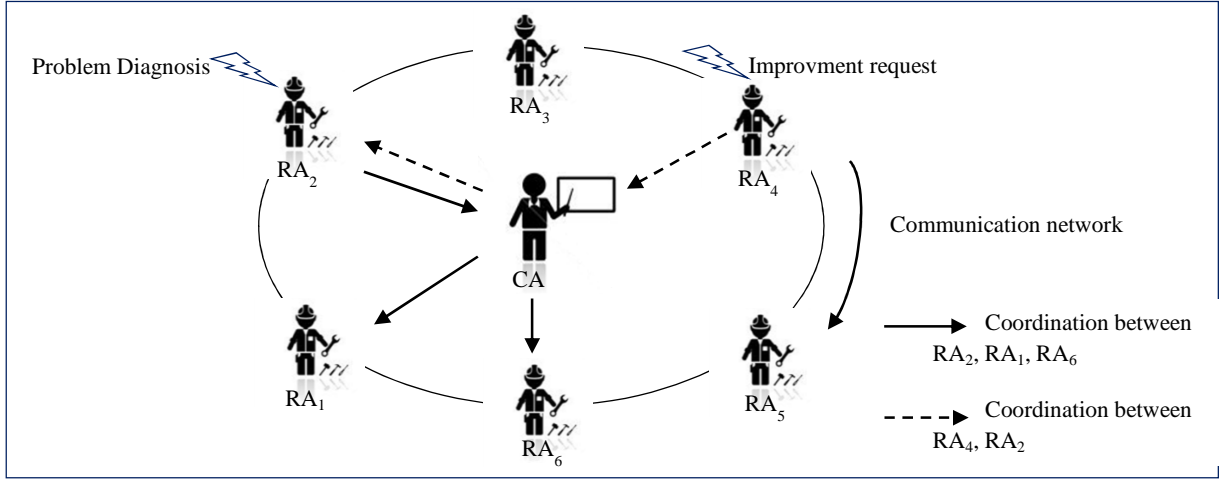 Problem Diagnosis
Improvment request
RA₃
RA₂
RA₄
Communication network
CA
RA₁
RA₅
RA₆
Coordination between
RA₂, RA₁, RA₆
Coordination between
RA₄, RA₂